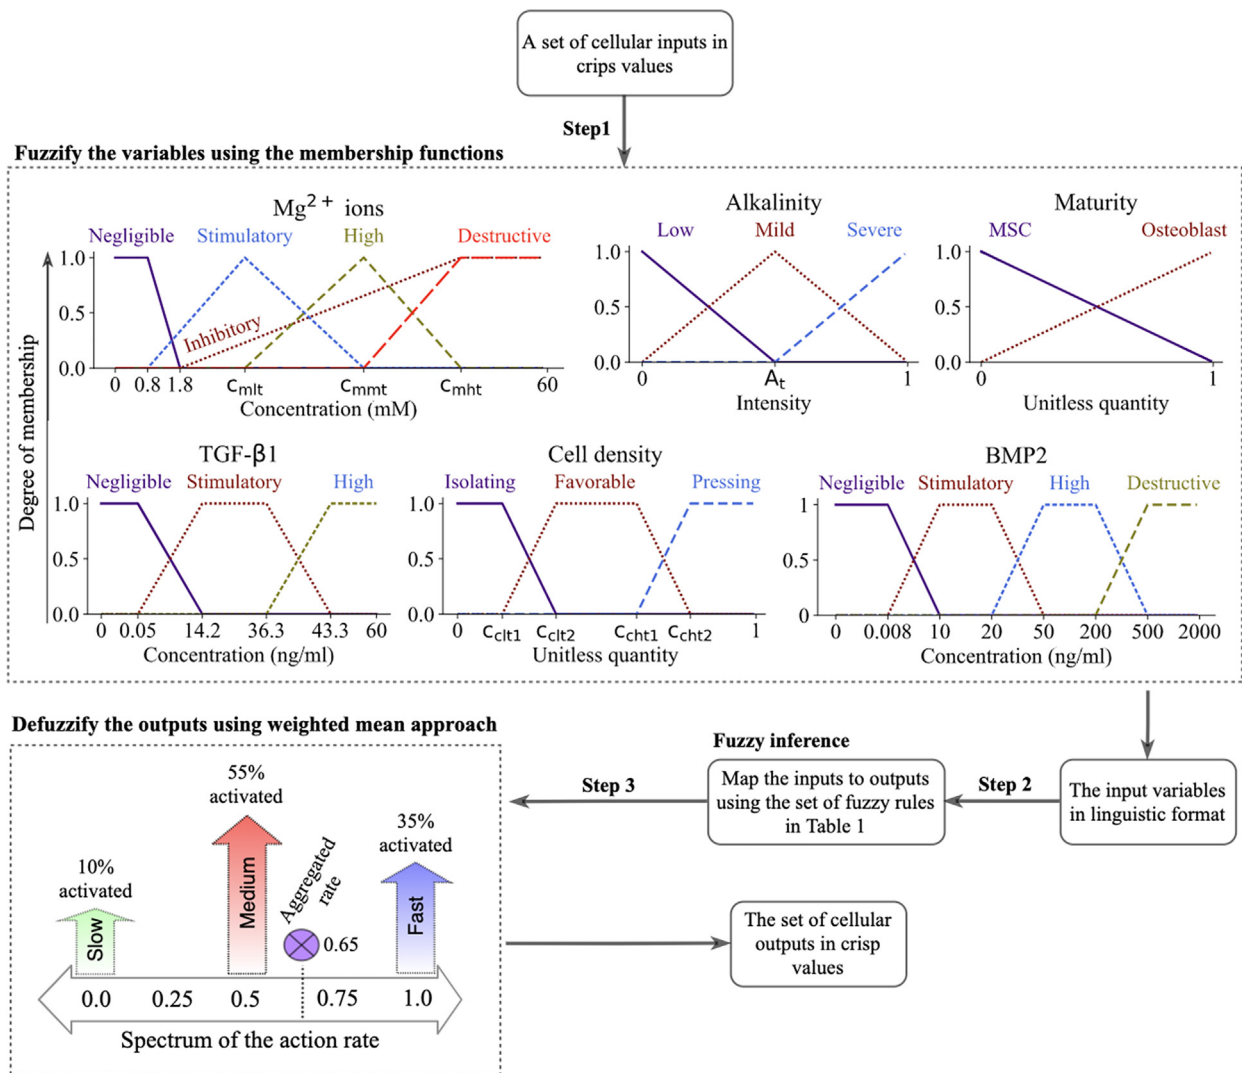 A set of cellular inputs in
crips values
Step1
Fuzzify the variables using the membership functions
Degree of membership
Mg2+ ions
Negligible Stimulatory High Destructive
Inhibitory
1.0
0.5
0.0
0 0.8 1.8 cmlt cmmt cmht 60
Concentration (mM)
Alkalinity
Low Mild Severe
1.0
0.5
0.0
0 At 1
Intensity
Maturity
MSC Osteoblast
1.0
0.5
0.0
0 1
Unitless quantity
TGF-β1
Negligible Stimulatory High
1.0
0.5
0.0
0 0.05 14.2 36.3 43.3 60
Concentration (ng/ml)
Cell density
Isolating Favorable Pressing
1.0
0.5
0.0
0 cclt1 cclt2 ccht1 ccht2 1
Unitless quantity
BMP2
Negligible Stimulatory High Destructive
1
0.5
0
0 0.008 10 20 50 200 500 2000
Concentration (ng/ml)
The input variables
in linguistic format
Step 2
Fuzzy inference
Map the inputs to outputs
using the set of fuzzy rules
in Table 1
Step 3
Defuzzify the outputs using weighted mean approach
10%
activated
Slow
55%
activated
Medium
Aggregated
rate
0.65
35%
activated
Fast
0.0 0.25 0.5 0.75 1.0
Spectrum of the action rate
The set of cellular
outputs in crisp
values